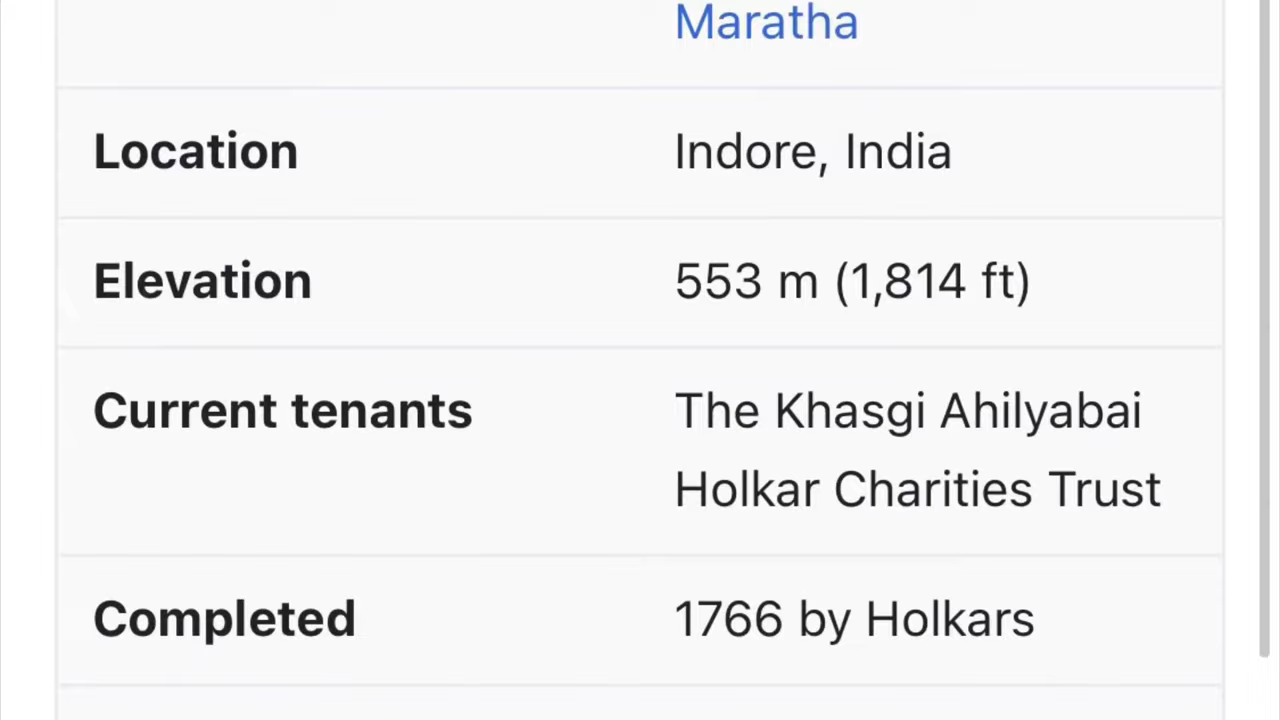 Maratha
Location Indore, India
Elevation 553 m (1,814 ft)
Current tenants The Khasgi Ahilyabai
Holkar Charities Trust
Completed 1766 by Holkars